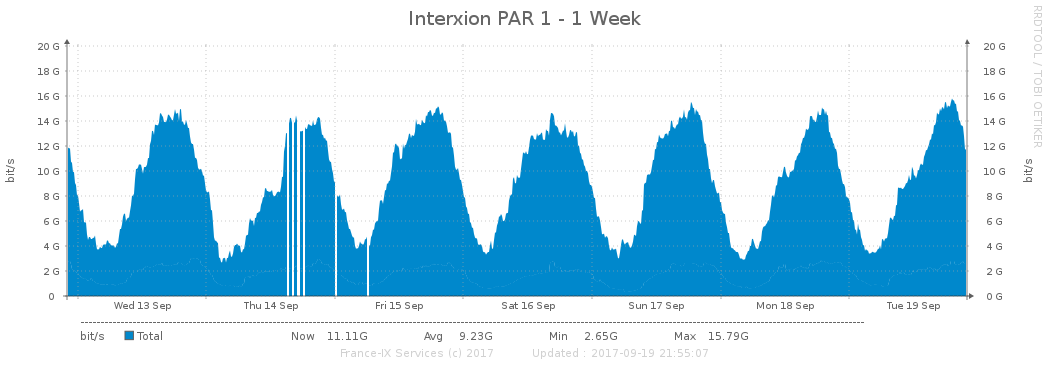 Interxion PAR 1 - 1 Week
RRDTOOL / TOBI OETIKER
20 G 20 G
18 G 18 G
16 G 16 G
14 G 14 G
12 G 12 G
10 G 10 G
8 G 8 G
6 G 6 G
4 G 4 G
2 G 2 G
0 0 G
bit/s bit/s
Wed 13 Sep Thu 14 Sep Fri 15 Sep Sat 16 Sep Sun 17 Sep Mon 18 Sep Tue 19 Sep
bit/s Total Now 11.11G Avg 9.23G Min 2.65G Max 15.79G
France-IX Services (c) 2017 Updated : 2017-09-19 21:55:07